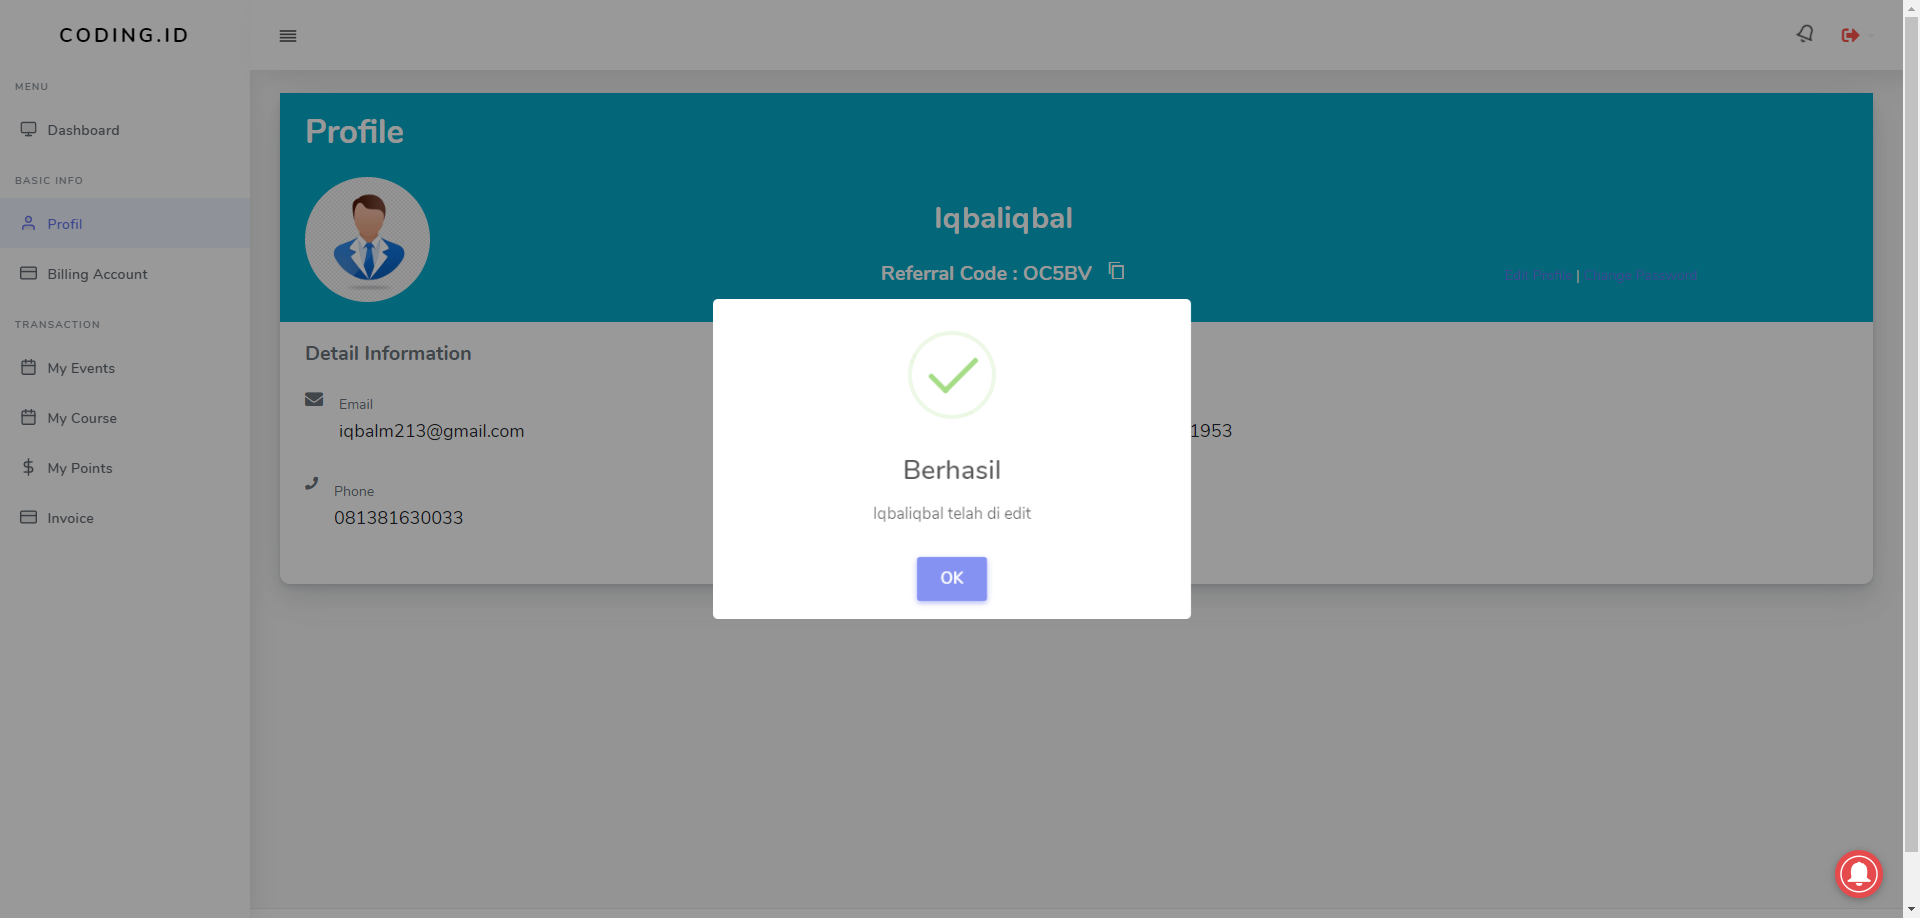 CODING.ID
MENU
Dashboard
BASIC INFO
Profil
Billing Account
TRANSACTION
My Events
My Course
My Points
Invoice
Profile
Iqbaliqbal
Referral Code : OC5BV
Edit Profile | Change Password
Detail Information
Email
iqbalm213@gmail.com
1953
Phone
081381630033
Berhasil
Iqbaliqbal telah di edit
OK